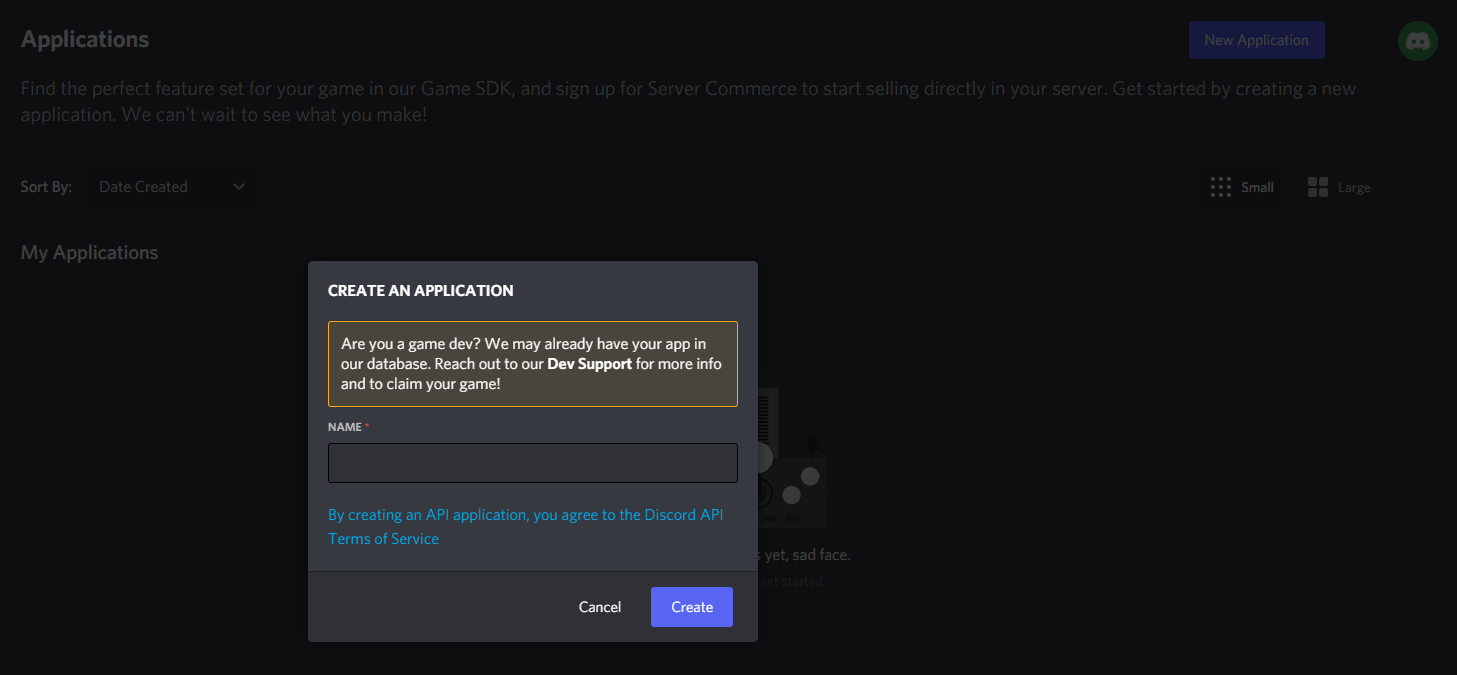 Applications
New Application
Find the perfect feature set for your game in our Game SDK, and sign up for Server Commerce to start selling directly in your server. Get started by creating a new
application. We can't wait to see what you make!
Sort By:
Date Created
Small
Large
My Applications
CREATE AN APPLICATION
Are you a game dev? We may already have your app in
our database. Reach out to our Dev Support for more info
and to claim your game!
NAME *
By creating an API application, you agree to the Discord API
Terms of Service
yet, sad face.
get started.
Cancel
Create